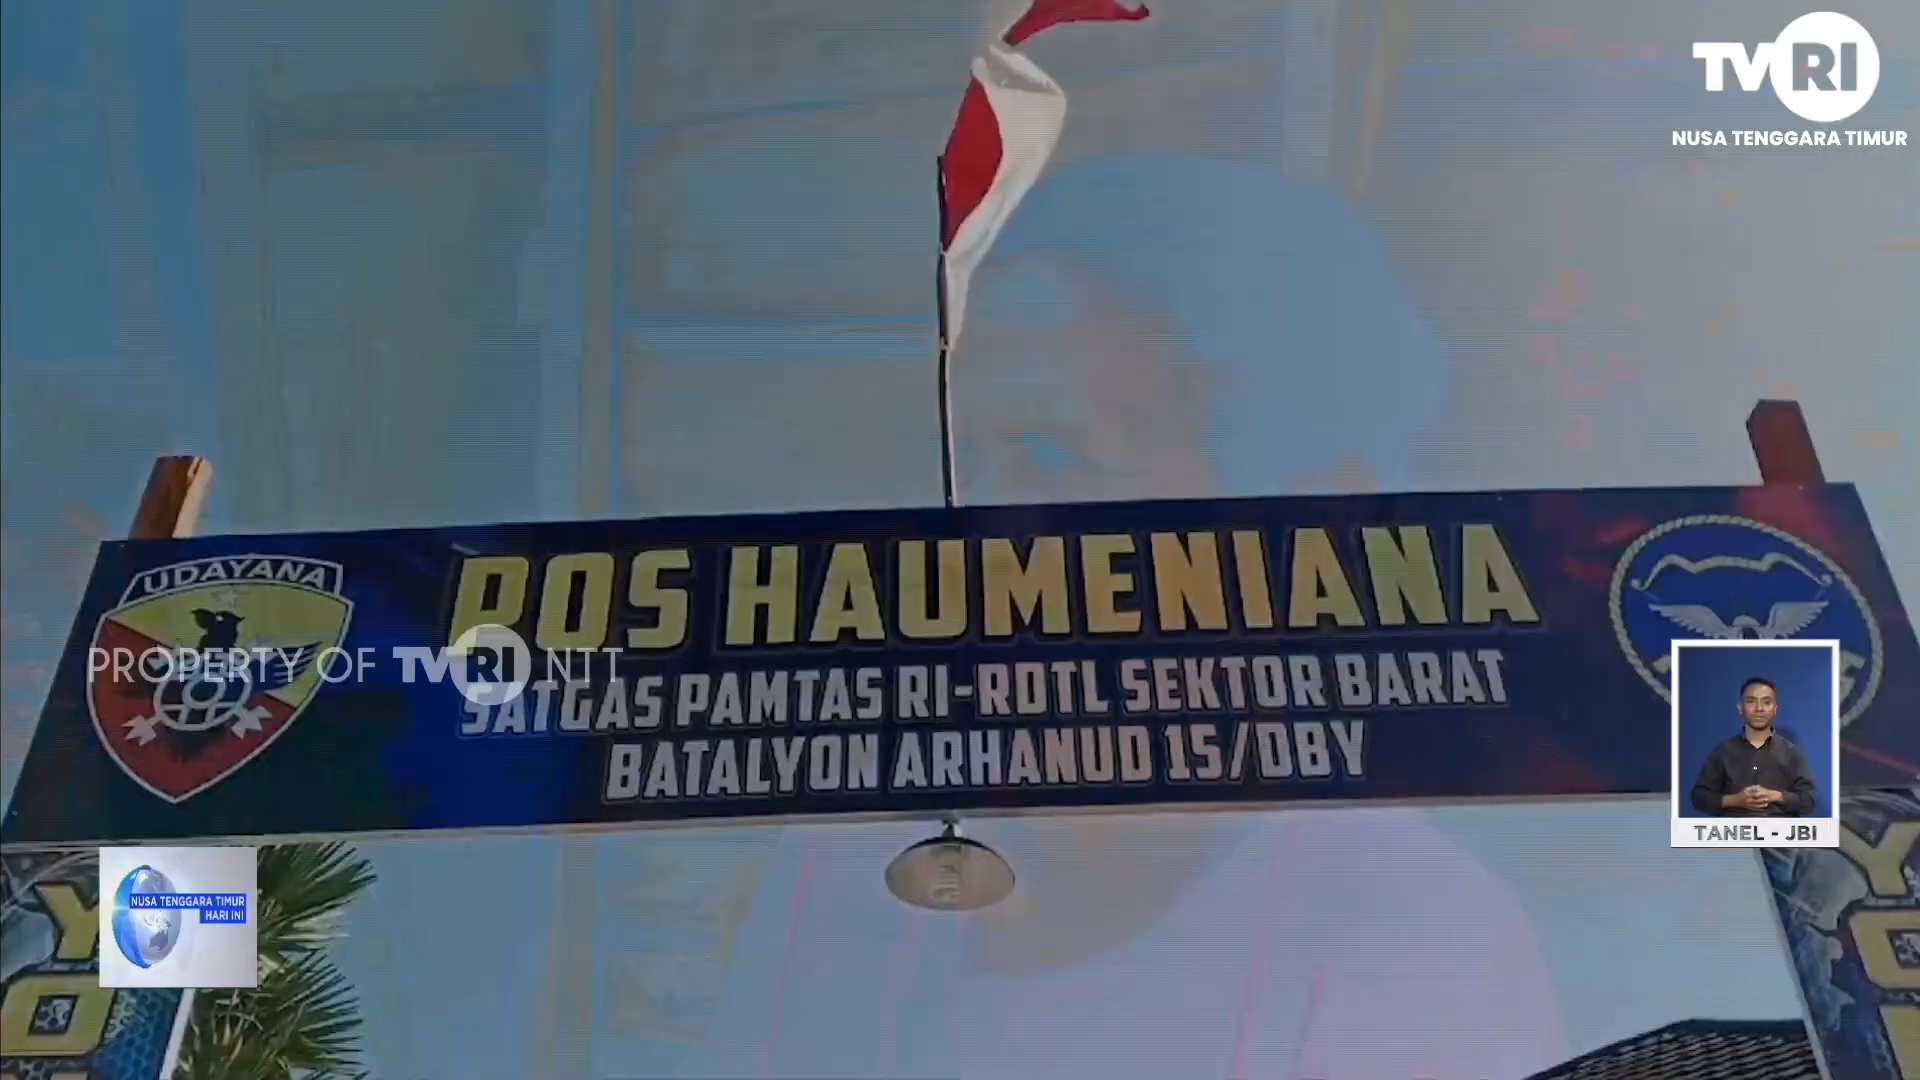 TVRI
NUSA TENGGARA TIMUR
UDAYANA
POS HAUMENIANA
SATGAS PAMTAS RI-RDTL SEKTOR BARAT
BATALYON ARHANUD 15/DBY
PROPERTY OF TVRI NTT
TANEL - JBI
NUSA TENGGARA TIMUR
HARI INI